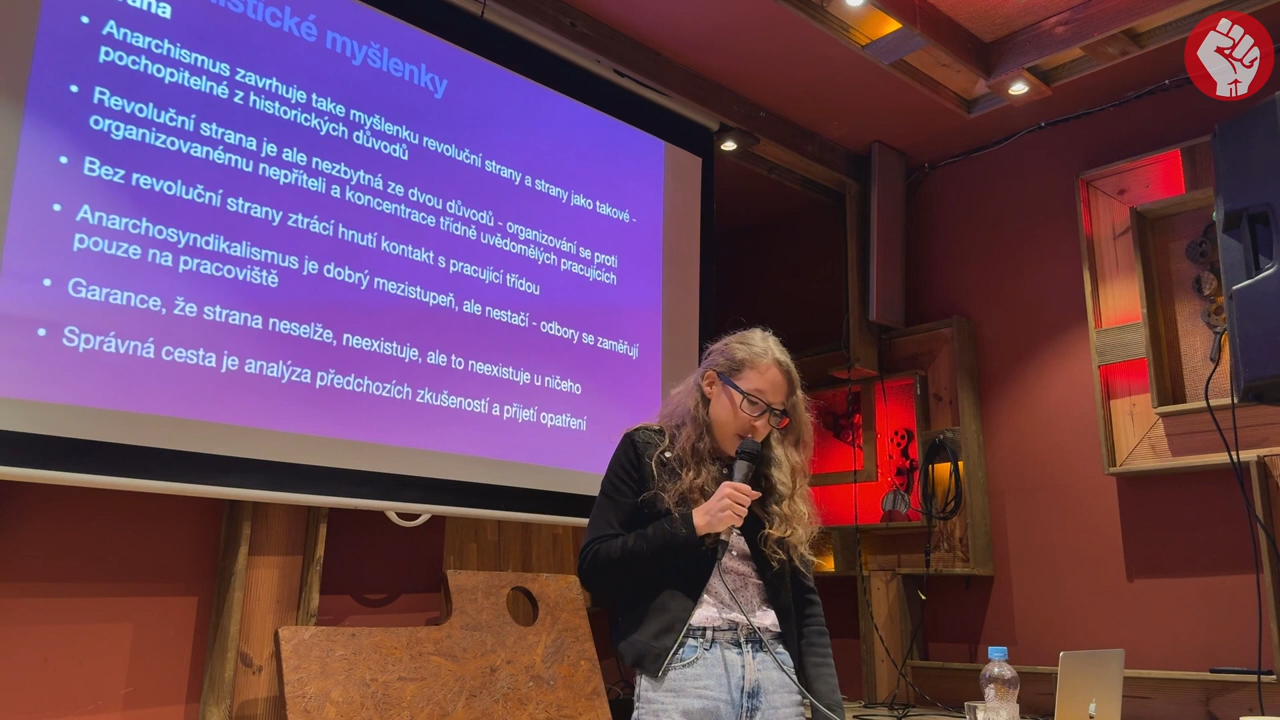 istické myšlenky
Anarchismus zavrhuje take myšlenku revoluční strany a strany jako takové -
pochopitelné z historických důvodů
Revoluční strana je ale nezbytná ze dvou důvodů - organizování se proti
organizovanému nepříteli a koncentrace třídně uvědomělých pracujících
Bez revoluční strany ztrácí hnutí kontakt s pracující třídou
Anarchosyndikalismus je dobrý mezistupeň, ale nestačí - odbory se zaměřují
pouze na pracoviště
Garance, že strana neselže, neexistuje, ale to neexistuje u ničeho
Správná cesta je analýza předchozích zkušeností a přijetí opatření